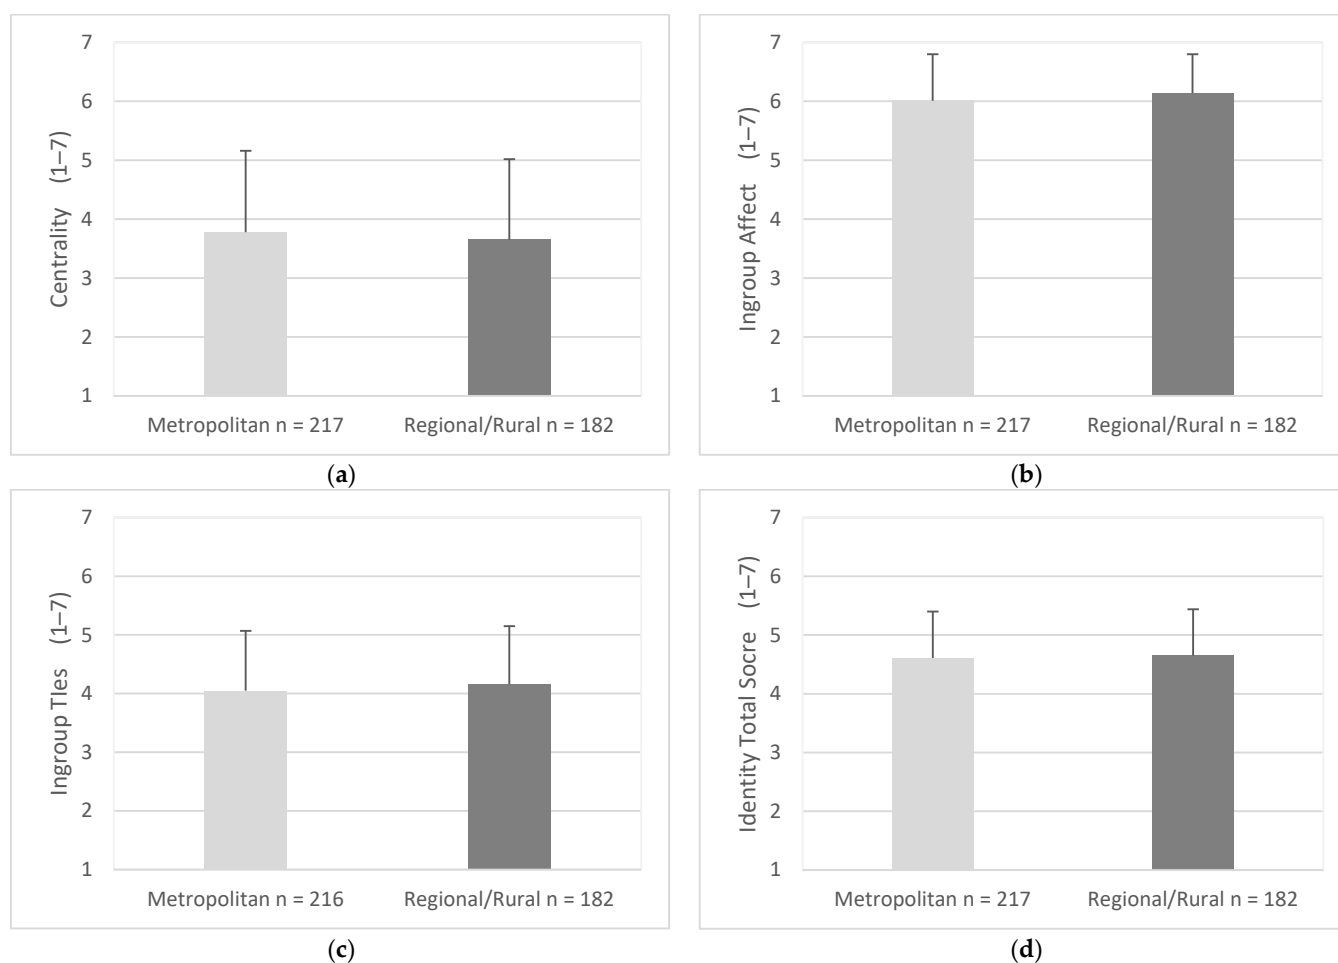 7
6
5
4
3
2
1
Centrality (1–7)
Metropolitan n = 217
Regional/Rural n = 182
(a)
7
6
5
4
3
2
1
Ingroup Affect (1–7)
Metropolitan n = 217
Regional/Rural n = 182
(b)
7
6
5
4
3
2
1
Ingroup TIes (1–7)
Metropolitan n = 216
Regional/Rural n = 182
(c)
7
6
5
4
3
2
1
Identity Total Socre (1–7)
Metropolitan n = 217
Regional/Rural n = 182
(d)